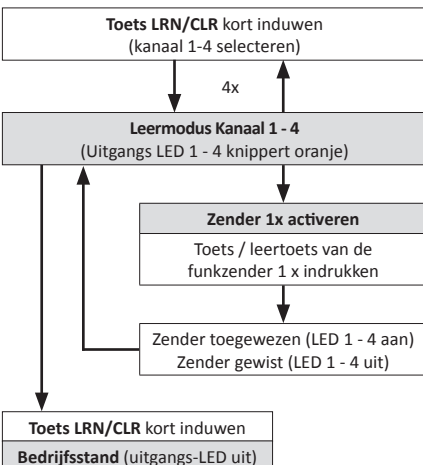 Toets LRN/CLR kort induwen
(kanaal 1-4 selecteren)
4x
Leermodus Kanaal 1 - 4
(Uitgangs LED 1 - 4 knippert oranje)
Zender 1x activeren
Toets / leertoets van de
funkzender 1 x indrukken
Zender toegewezen (LED 1 - 4 aan)
Zender gewist (LED 1 - 4 uit)
Toets LRN/CLR kort induwen
Bedrijfsstand (uitgangs-LED uit)